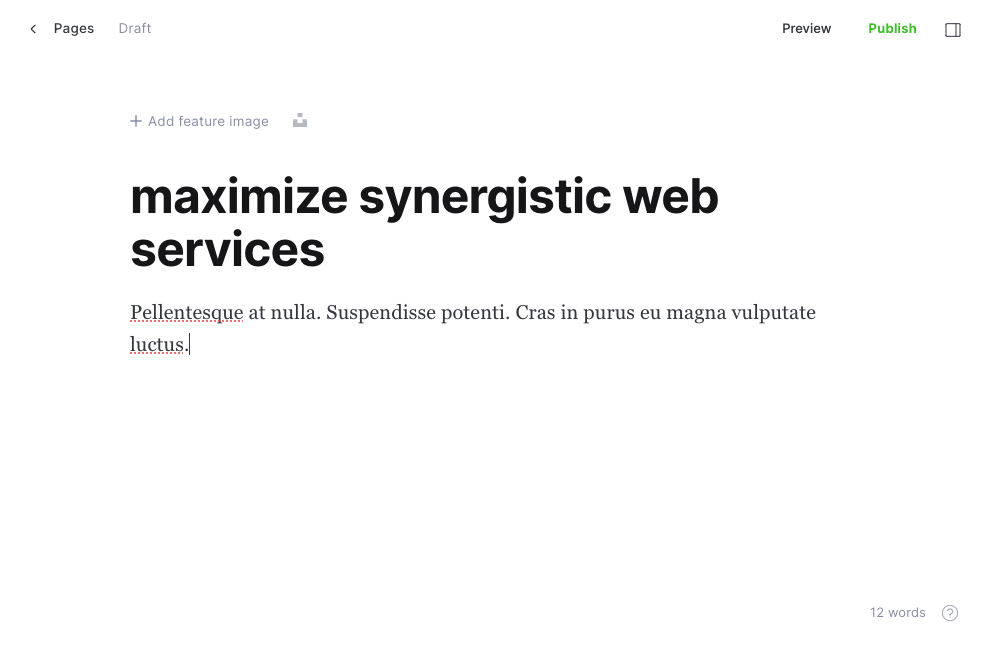 Pages Draft Preview Publish
Add feature image
maximize synergistic web
services
Pellentesque at nulla. Suspendisse potenti. Cras in purus eu magna vulputate
luctus.
12 words